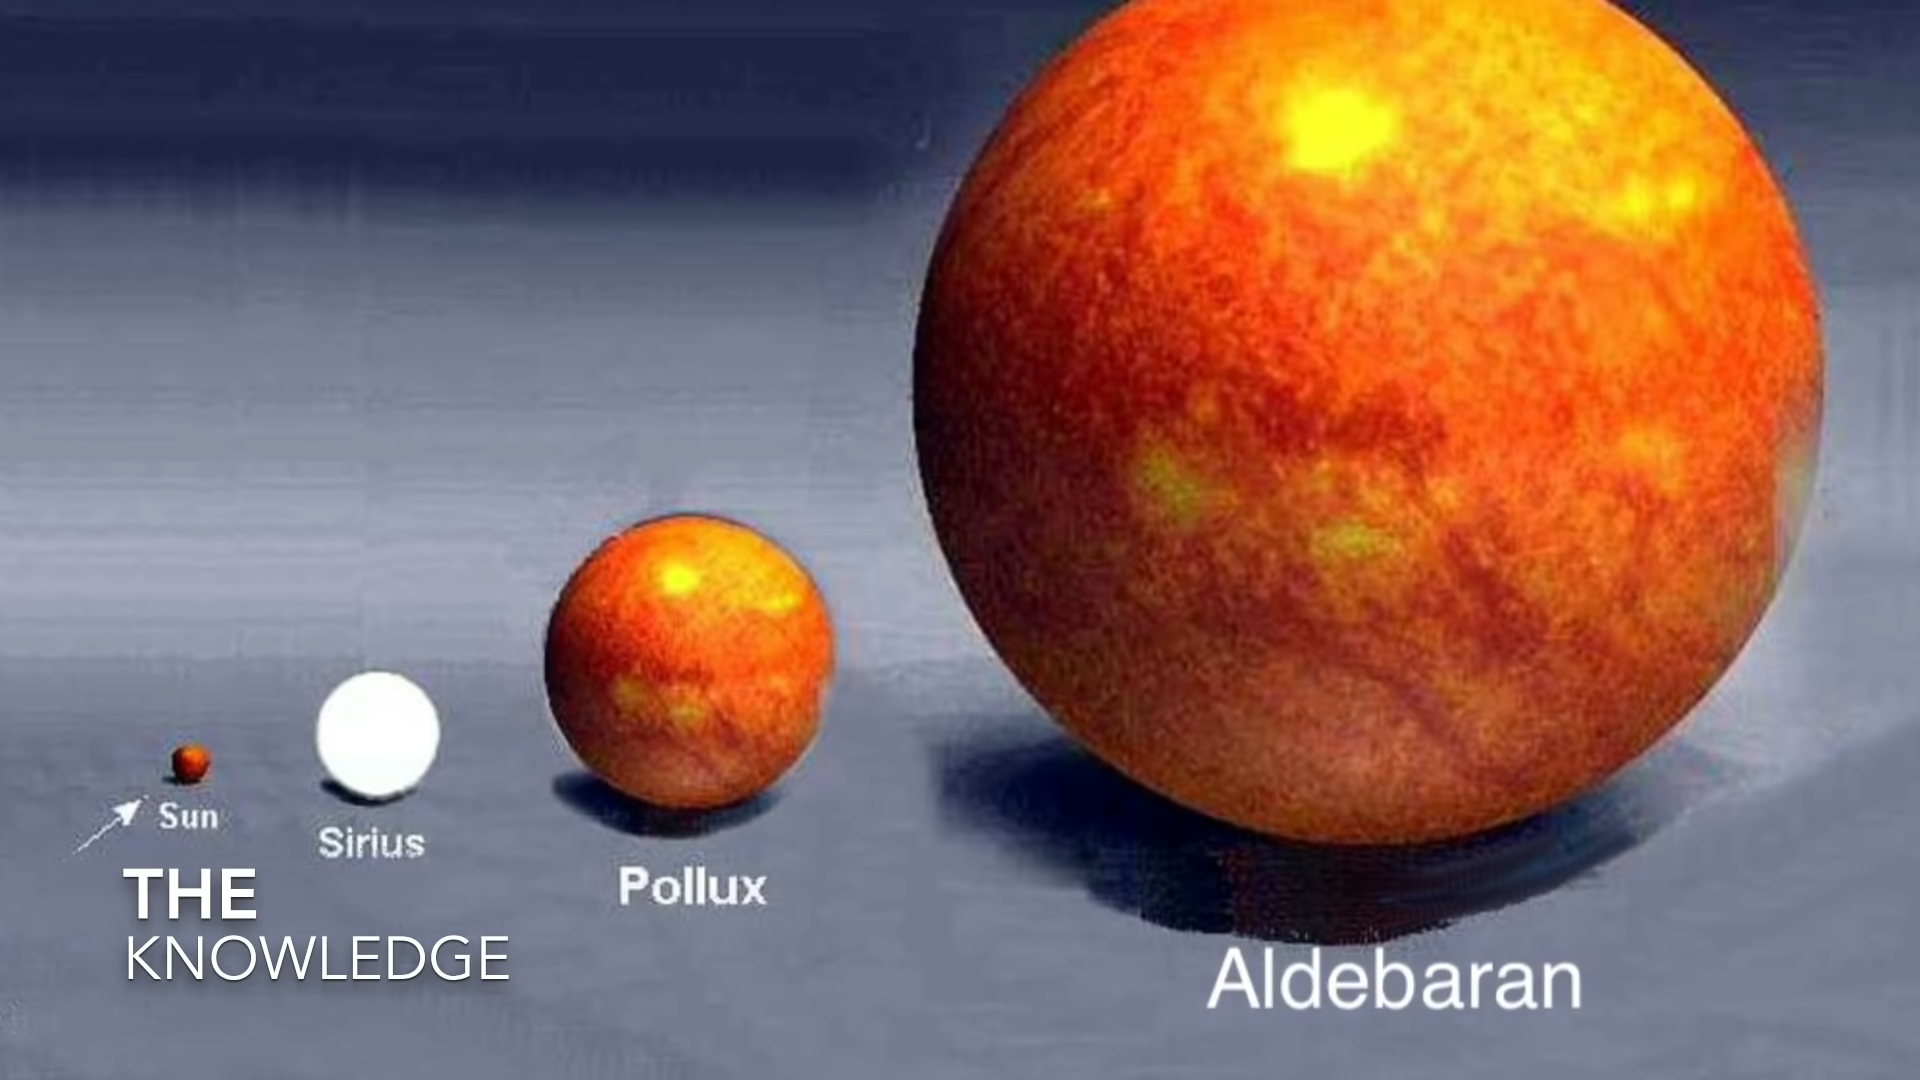 Sun
Sirius
Pollux
Aldebaran
THE
KNOWLEDGE